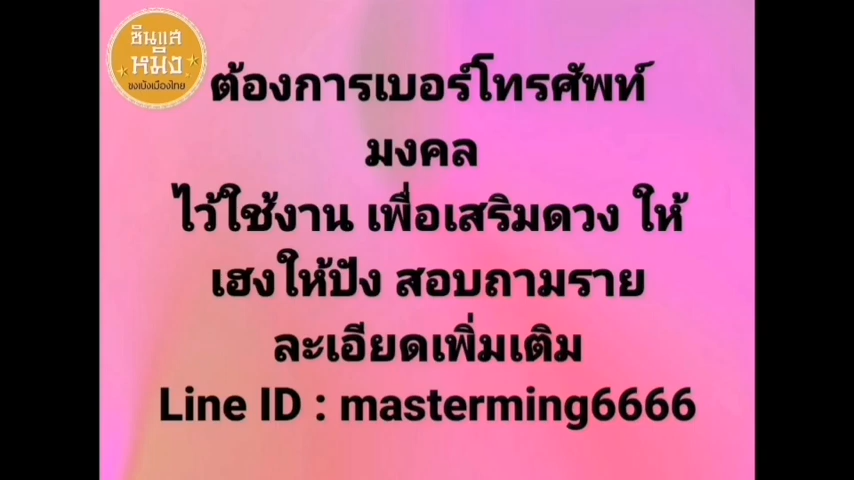 ซินแส
หมิง
ขงเบ้งเมืองไทย
ต้องการเบอร์โทรศัพท์
มงคล
ไว้ใช้งาน เพื่อเสริมดวง ให้
เฮงให้ปัง สอบถามราย
ละเอียดเพิ่มเติม
Line ID : masterming6666